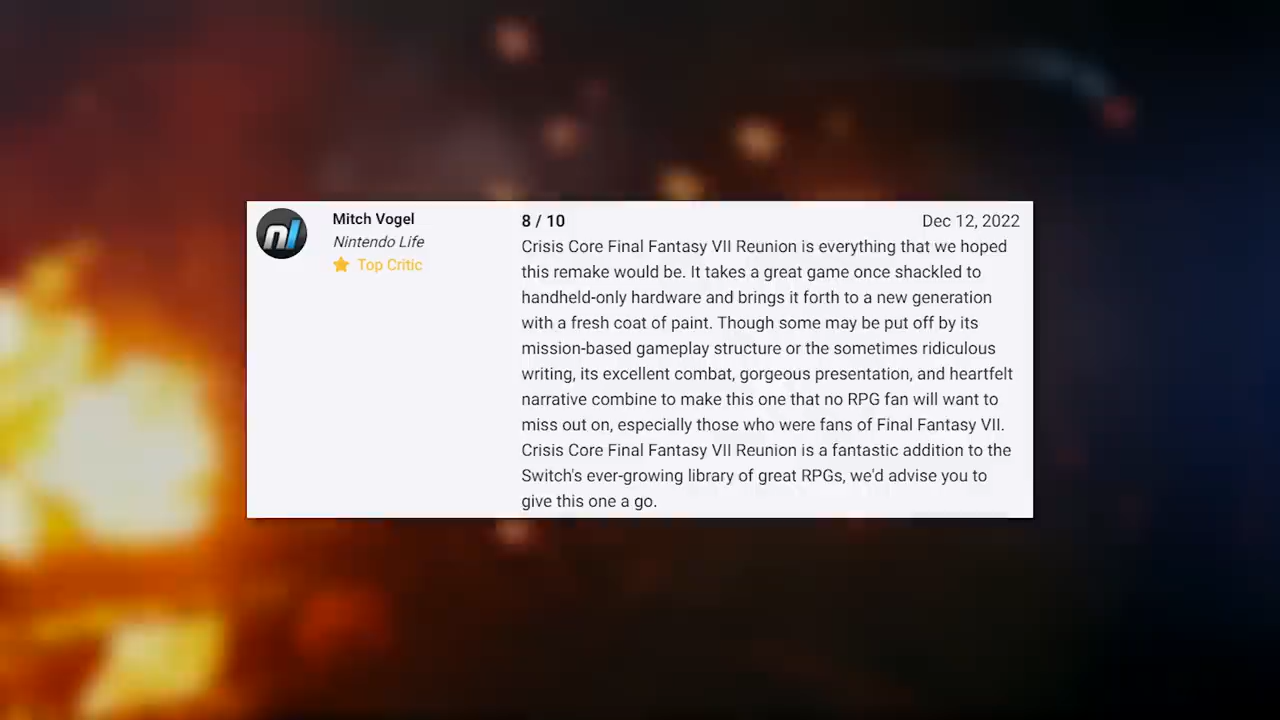 nl
Mitch Vogel
Nintendo Life
Top Critic
8 / 10
Dec 12, 2022
Crisis Core Final Fantasy VII Reunion is everything that we hoped
this remake would be. It takes a great game once shackled to
handheld-only hardware and brings it forth to a new generation
with a fresh coat of paint. Though some may be put off by its
mission-based gameplay structure or the sometimes ridiculous
writing, its excellent combat, gorgeous presentation, and heartfelt
narrative combine to make this one that no RPG fan will want to
miss out on, especially those who were fans of Final Fantasy VII.
Crisis Core Final Fantasy VII Reunion is a fantastic addition to the
Switch's ever-growing library of great RPGs, we'd advise you to
give this one a go.